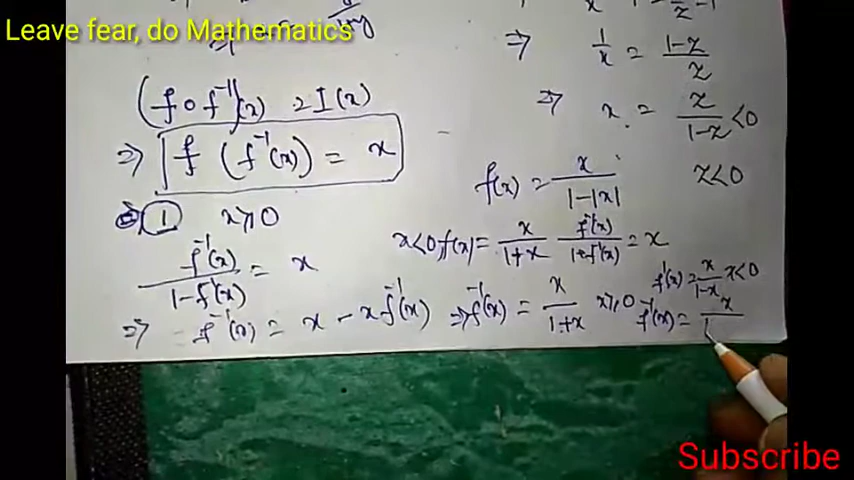 Leave fear, do Mathematics
(f o f⁻¹)(x) = I(x)
⇒ f (f⁻¹(x)) = x
① x ≥ 0
f⁻¹(x) / 1-f⁻¹(x) = x
⇒ f⁻¹(x) = x - x f⁻¹(x) ⇒ f⁻¹(x) = x / 1+x x ≥ 0
⇒ 1/x = 1-z / z
⇒ x = z / 1-z < 0
f(x) = x / 1-|x| z < 0
x < 0, f(x) = x / 1+x f⁻¹(x) / 1+f⁻¹(x) = x
f⁻¹(x) = x / 1-x x < 0
f⁻¹(x) = x / 1
Subscribe